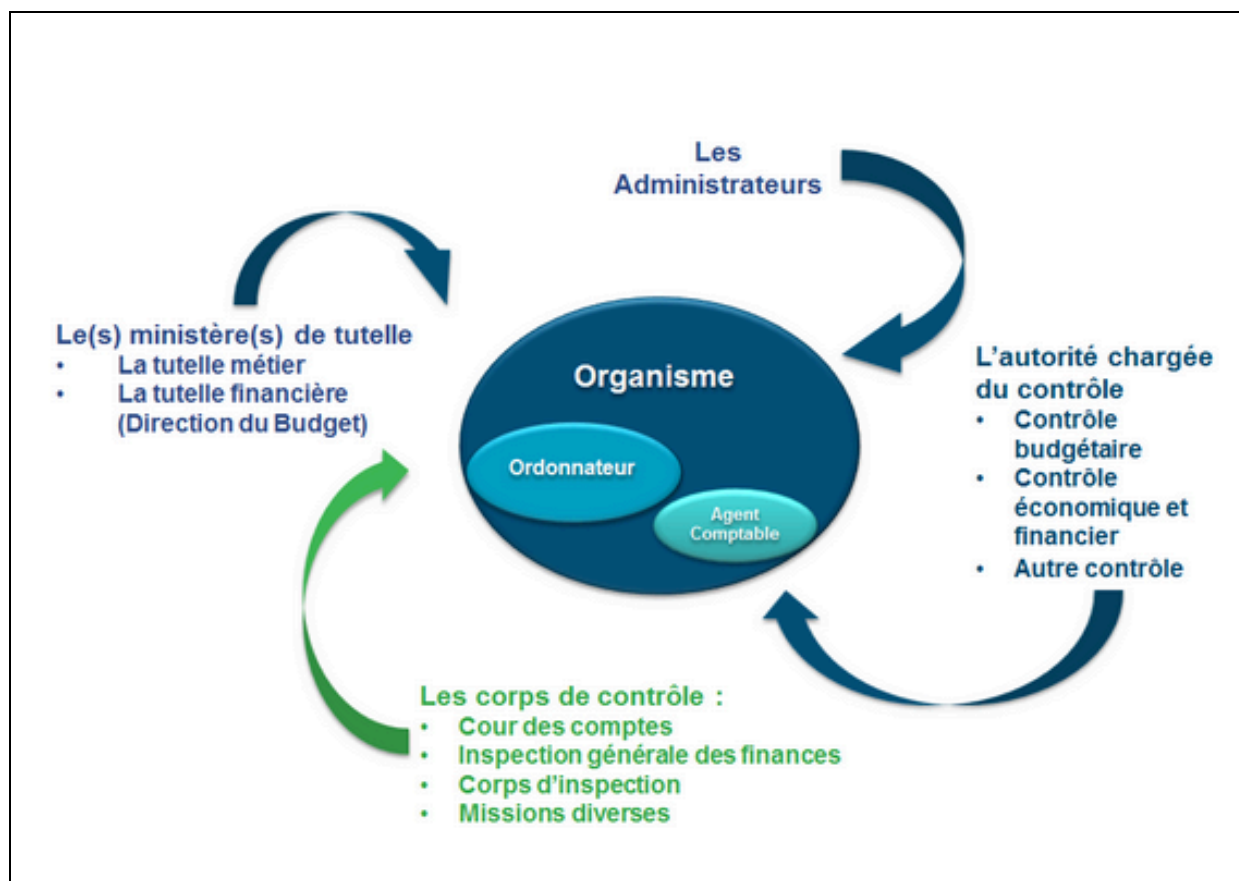 Les
Administrateurs
Le(s) ministère(s) de tutelle
• La tutelle métier
• La tutelle financière
(Direction du Budget)
Organisme
Ordonnateur
Agent
Comptable
L'autorité chargée
du contrôle
• Contrôle
budgétaire
• Contrôle
économique et
financier
• Autre contrôle
Les corps de contrôle :
• Cour des comptes
• Inspection générale des finances
• Corps d'inspection
• Missions diverses